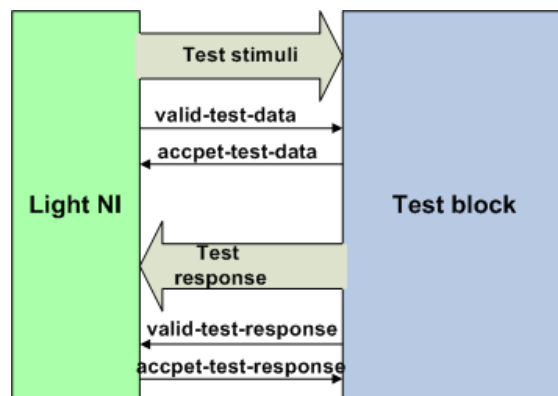 Test stimuli
valid-test-data
accpet-test-data
Light NI
Test block
Test
response
valid-test-response
accpet-test-response